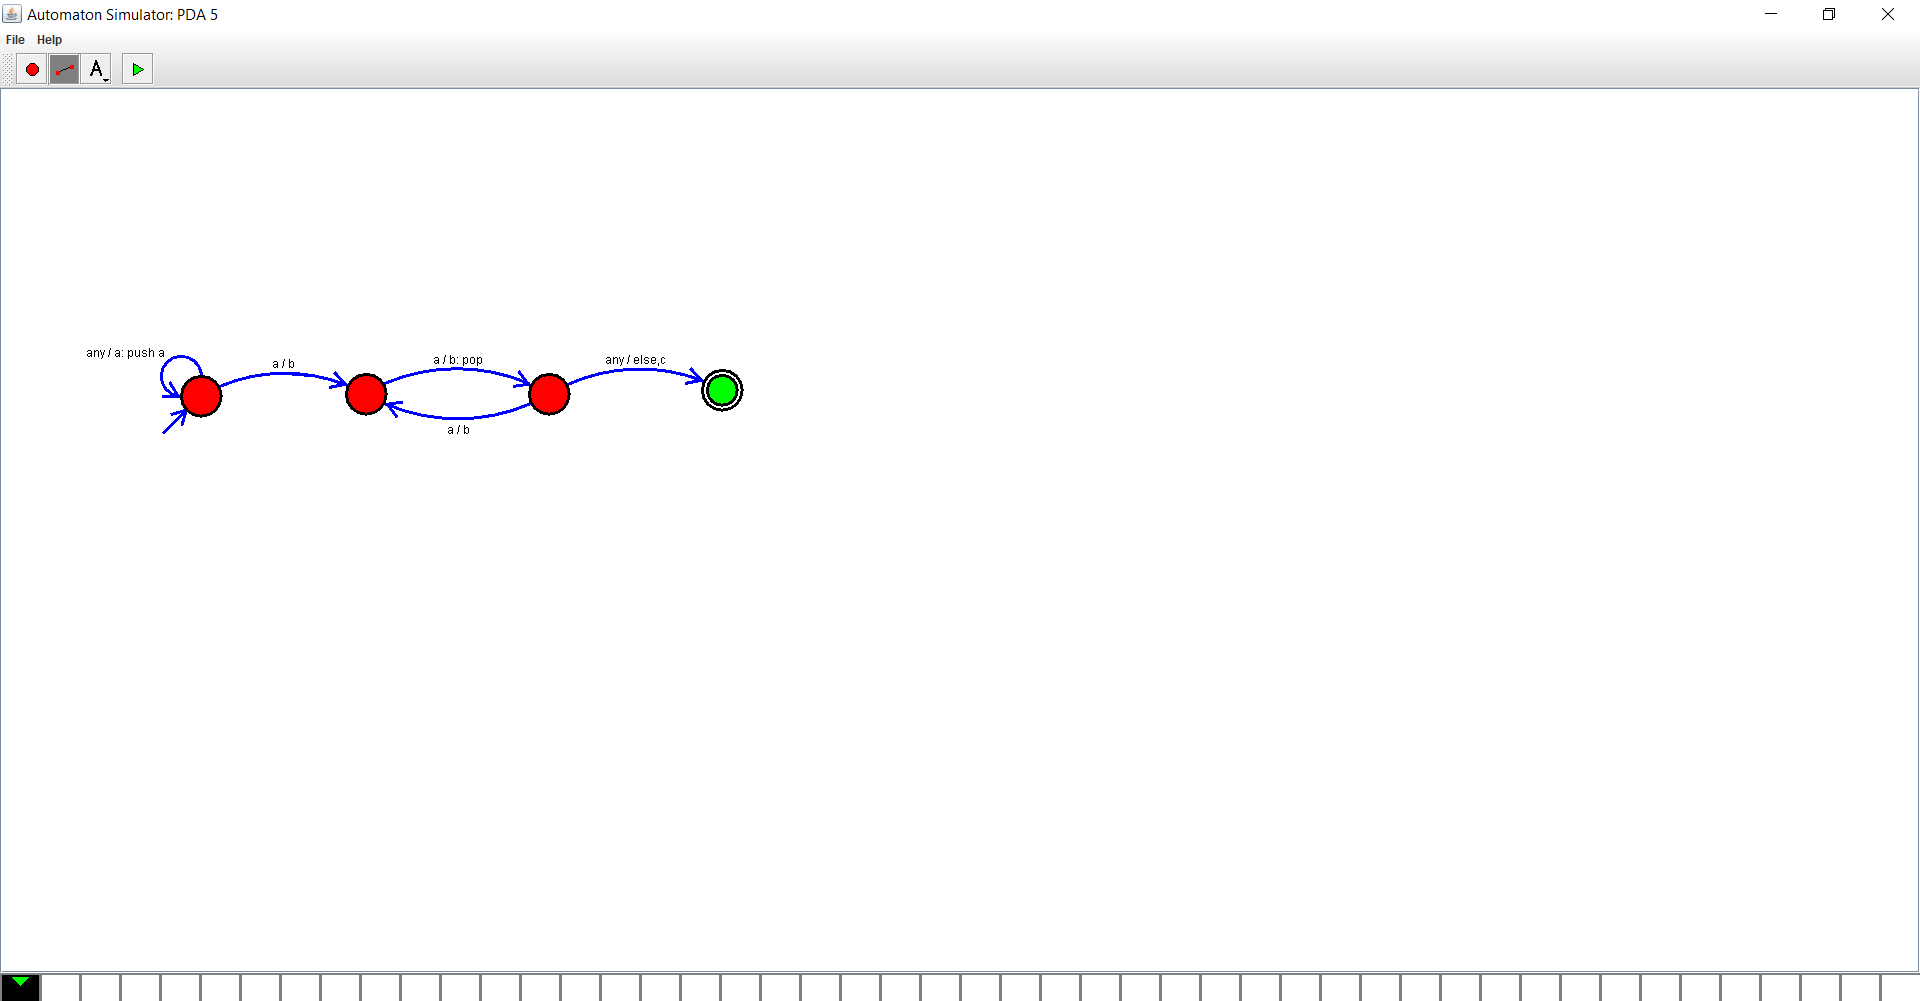 Automaton Simulator: PDA 5
File Help
A
any / a: push a
a / b
a / b: pop
any / else,c
a / b